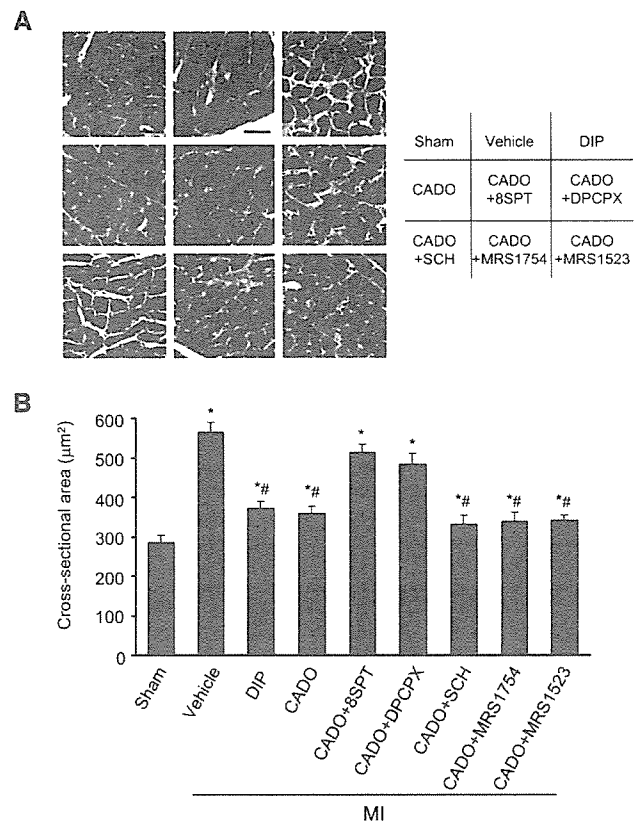 A
Sham Vehicle DIP
CADO CADO +8SPT CADO +DPCPX
CADO +SCH CADO +MRS1754 CADO +MRS1523
B
Cross-sectional area (µm²)
600
500
400
300
200
100
0
*
*#
*#
*
*
*#
*#
*#
Sham
Vehicle
DIP
CADO
CADO+8SPT
CADO+DPCPX
CADO+SCH
CADO+MRS1754
CADO+MRS1523
MI